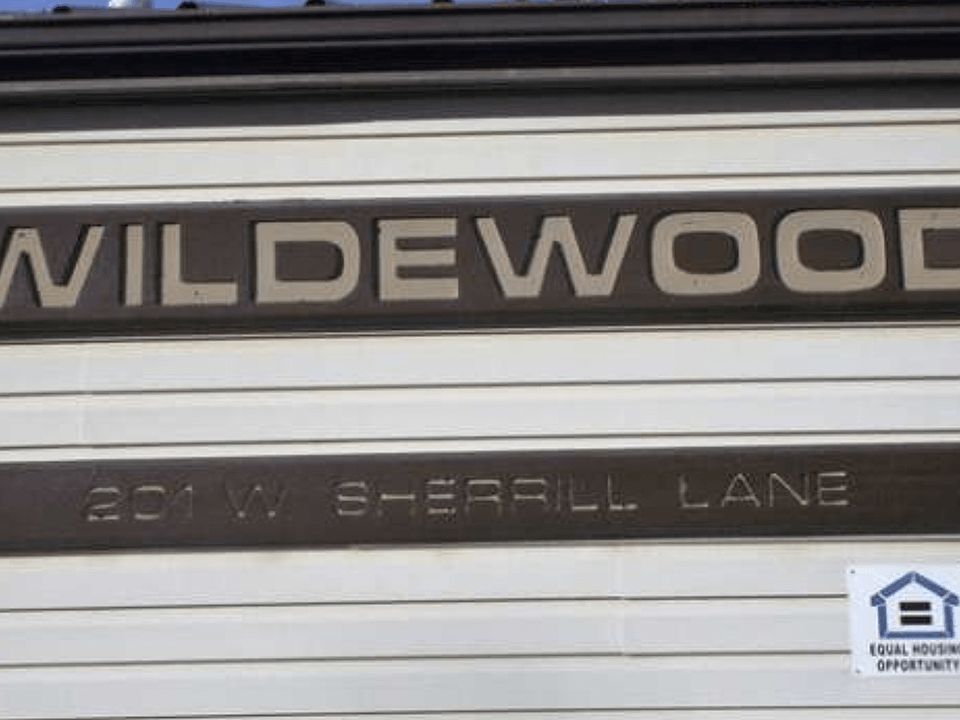 WILDEWOOD
201 W SHERRILL LANE
EQUAL HOUSING
OPPORTUNITY